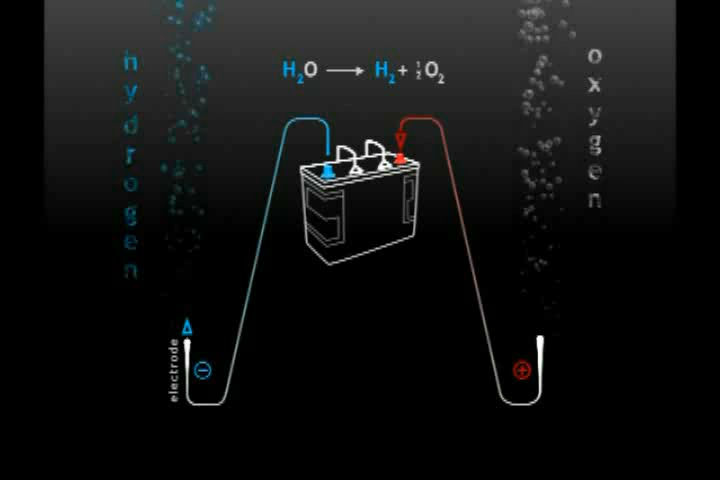 H₂O ⟶ H₂ + ½O₂
hydrogen
oxygen
electrode
−
+